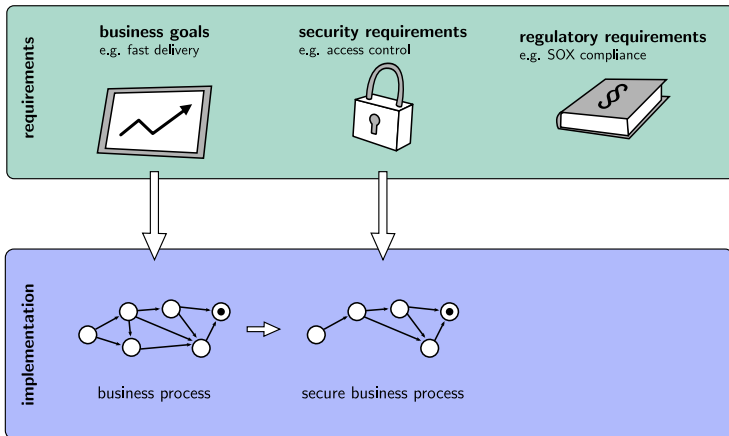 requirements
business goals
e.g. fast delivery
security requirements
e.g. access control
regulatory requirements
e.g. SOX compliance
§
implementation
business process
secure business process